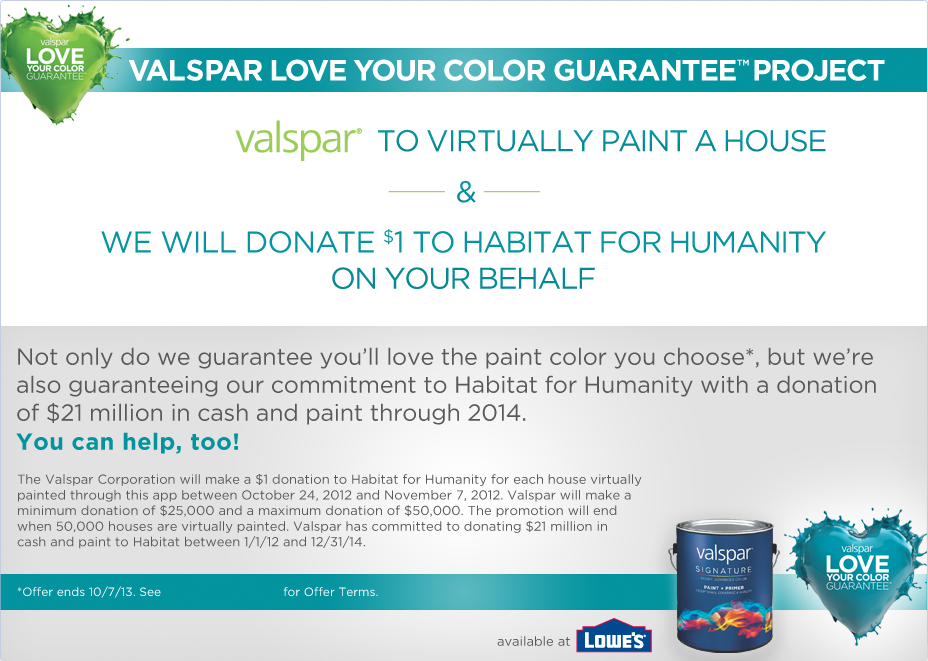 valspar
LOVE
YOUR COLOR
GUARANTEE™
VALSPAR LOVE YOUR COLOR GUARANTEE™ PROJECT
valspar® TO VIRTUALLY PAINT A HOUSE
&
WE WILL DONATE $1 TO HABITAT FOR HUMANITY
ON YOUR BEHALF
Not only do we guarantee you’ll love the paint color you choose*, but we’re
also guaranteeing our commitment to Habitat for Humanity with a donation
of $21 million in cash and paint through 2014.
You can help, too!
The Valspar Corporation will make a $1 donation to Habitat for Humanity for each house virtually
painted through this app between October 24, 2012 and November 7, 2012. Valspar will make a
minimum donation of $25,000 and a maximum donation of $50,000. The promotion will end
when 50,000 houses are virtually painted. Valspar has committed to donating $21 million in
cash and paint to Habitat between 1/1/12 and 12/31/14.
*Offer ends 10/7/13. See for Offer Terms.
available at LOWE'S
valspar
SIGNATURE
PAINT + PRIMER
valspar
LOVE
YOUR COLOR
GUARANTEE™